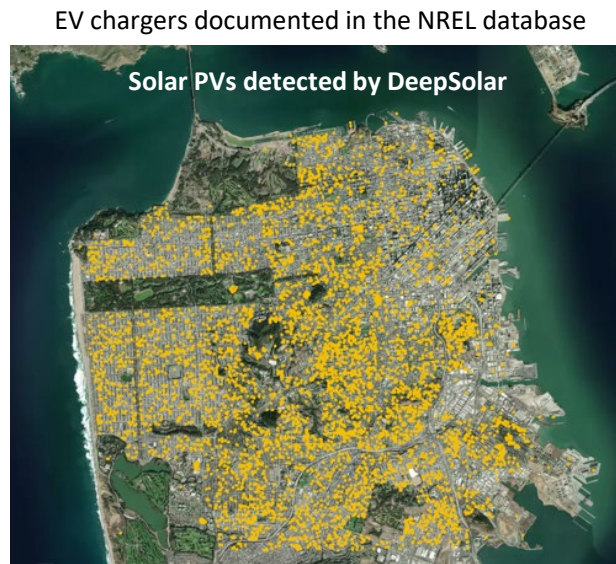 EV chargers documented in the NREL database
Solar PVs detected by DeepSolar